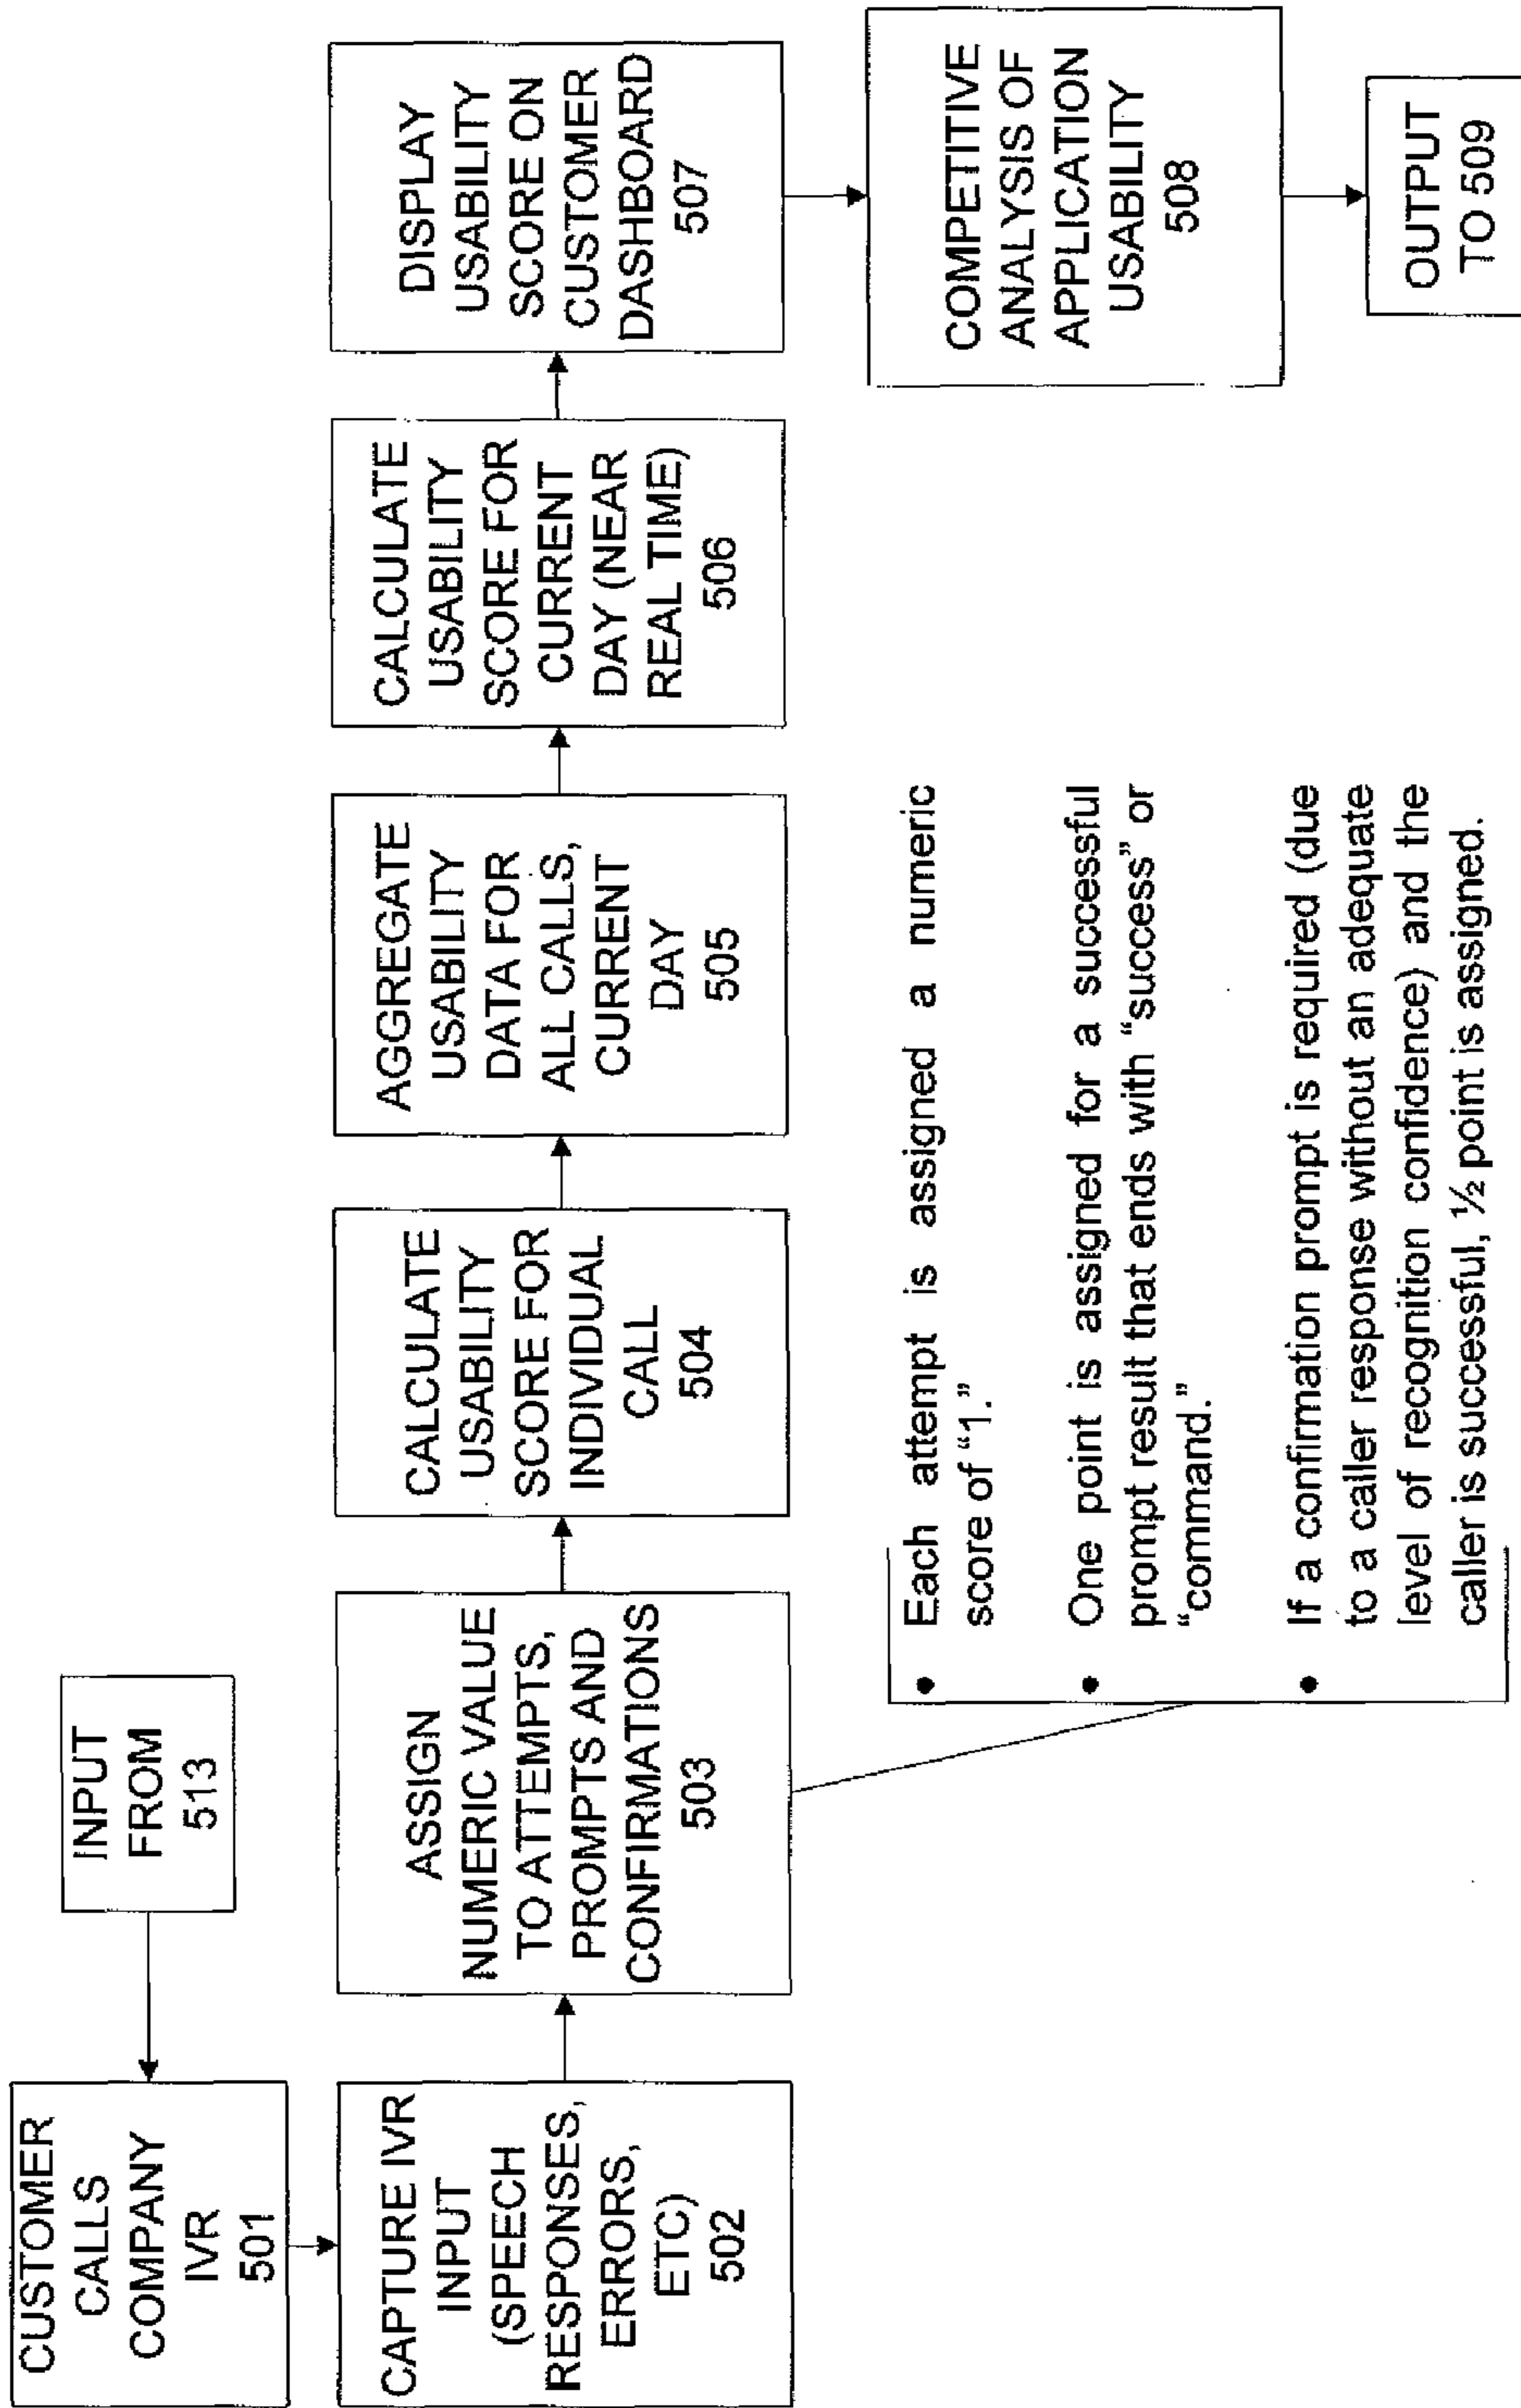 CUSTOMER
CALLS
COMPANY
IVR
501
INPUT
FROM
513
CAPTURE IVR
INPUT
(SPEECH
RESPONSES,
ERRORS,
ETC)
502
ASSIGN
NUMERIC VALUE
TO ATTEMPTS,
PROMPTS AND
CONFIRMATIONS
503
CALCULATE
USABILITY
SCORE FOR
INDIVIDUAL
CALL
504
AGGREGATE
USABILITY
DATA FOR
ALL CALLS,
CURRENT
DAY
505
CALCULATE
USABILITY
SCORE FOR
CURRENT
DAY (NEAR
REAL TIME)
506
DISPLAY
USABILITY
SCORE ON
CUSTOMER
DASHBOARD
507
COMPETITIVE
ANALYSIS OF
APPLICATION
USABILITY
508
OUTPUT
TO 509
• Each attempt is assigned a numeric
score of “1.”
• One point is assigned for a successful
prompt result that ends with “success” or
“command.”
• If a confirmation prompt is required (due
to a caller response without an adequate
level of recognition confidence) and the
caller is successful, ½ point is assigned.